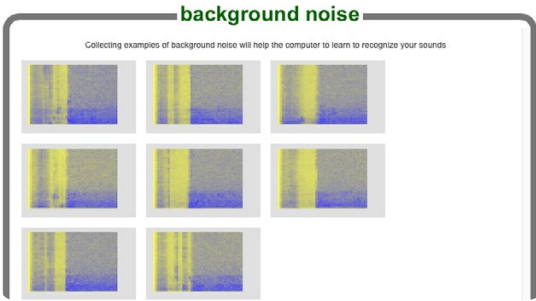 background noise
Collecting examples of background noise will help the computer to learn to recognize your sounds